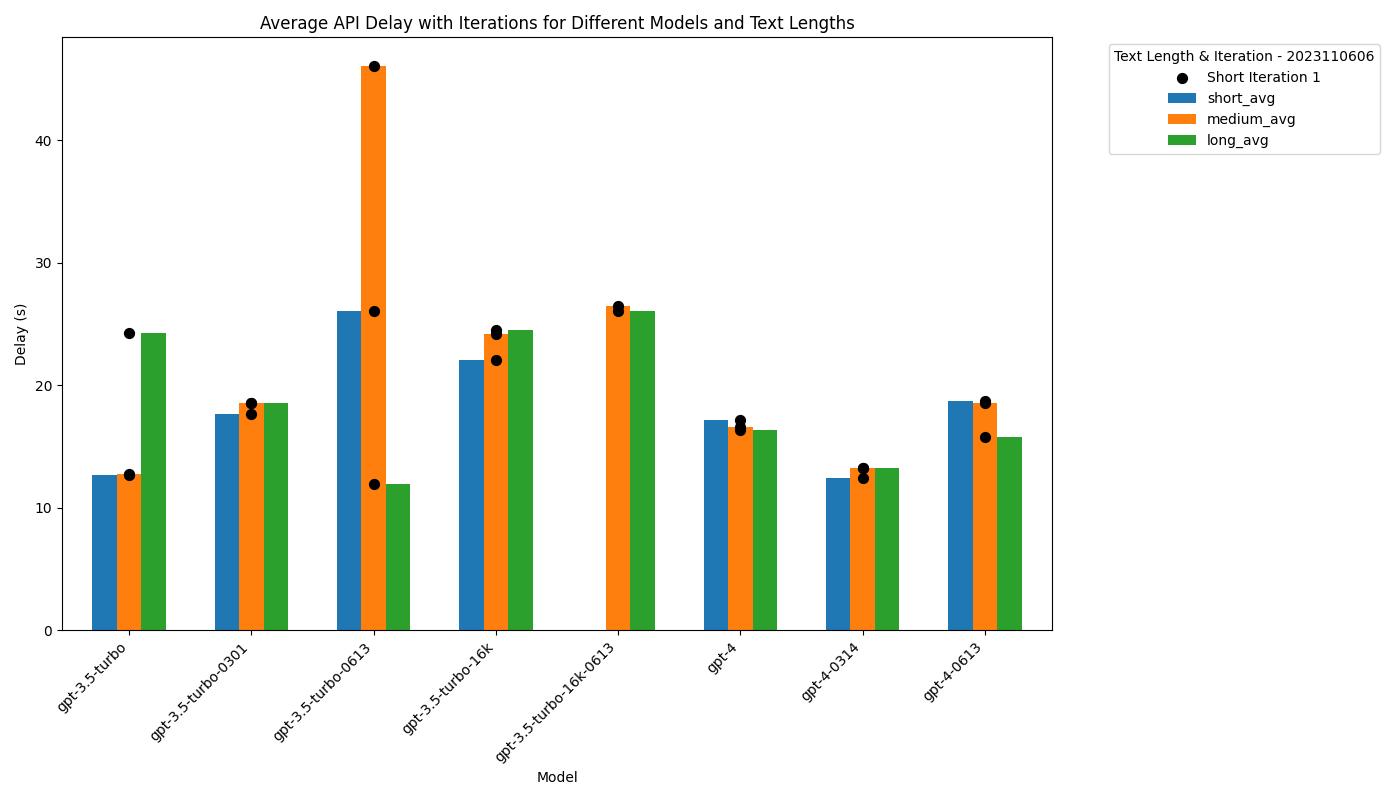 Average API Delay with Iterations for Different Models and Text Lengths
Text Length & Iteration - 2023110606
Short Iteration 1
short_avg
medium_avg
long_avg
Delay (s)
40
30
20
10
0
gpt-3.5-turbo
gpt-3.5-turbo-0301
gpt-3.5-turbo-0613
gpt-3.5-turbo-16k
gpt-3.5-turbo-16k-0613
gpt-4
gpt-4-0314
gpt-4-0613
Model